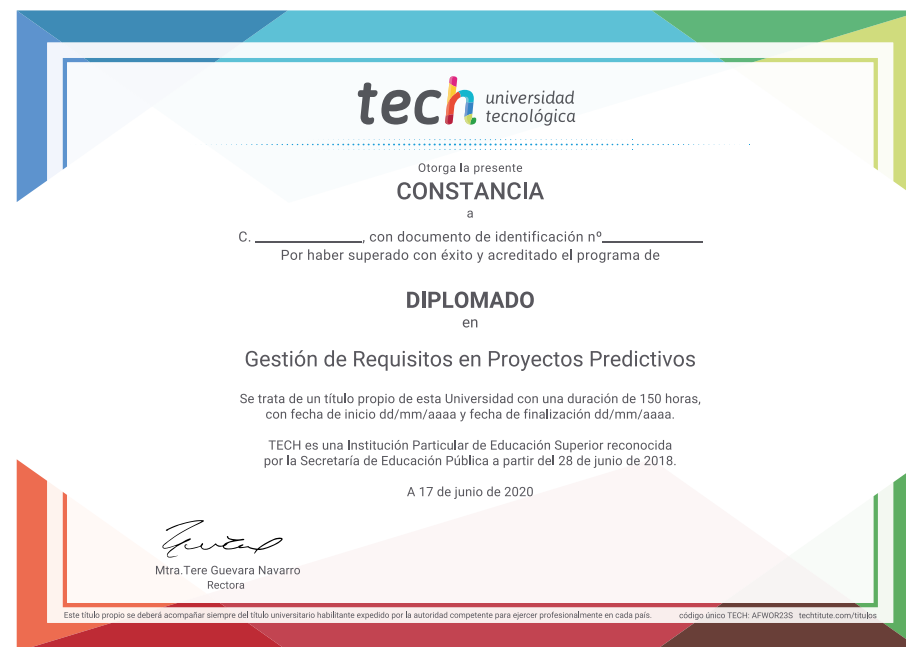 tech universidad
tecnológica
Otorga la presente
CONSTANCIA
a
C. ______________, con documento de identificación nº______________
Por haber superado con éxito y acreditado el programa de
DIPLOMADO
en
Gestión de Requisitos en Proyectos Predictivos
Se trata de un título propio de esta Universidad con una duración de 150 horas,
con fecha de inicio dd/mm/aaaa y fecha de finalización dd/mm/aaaa.
TECH es una Institución Particular de Educación Superior reconocida
por la Secretaría de Educación Pública a partir del 28 de junio de 2018.
A 17 de junio de 2020
Mtra.Tere Guevara Navarro
Rectora
Este título propio se deberá acompañar siempre del título universitario habilitante expedido por la autoridad competente para ejercer profesionalmente en cada país. código único TECH: AFWOR23S techtitute.com/titulos